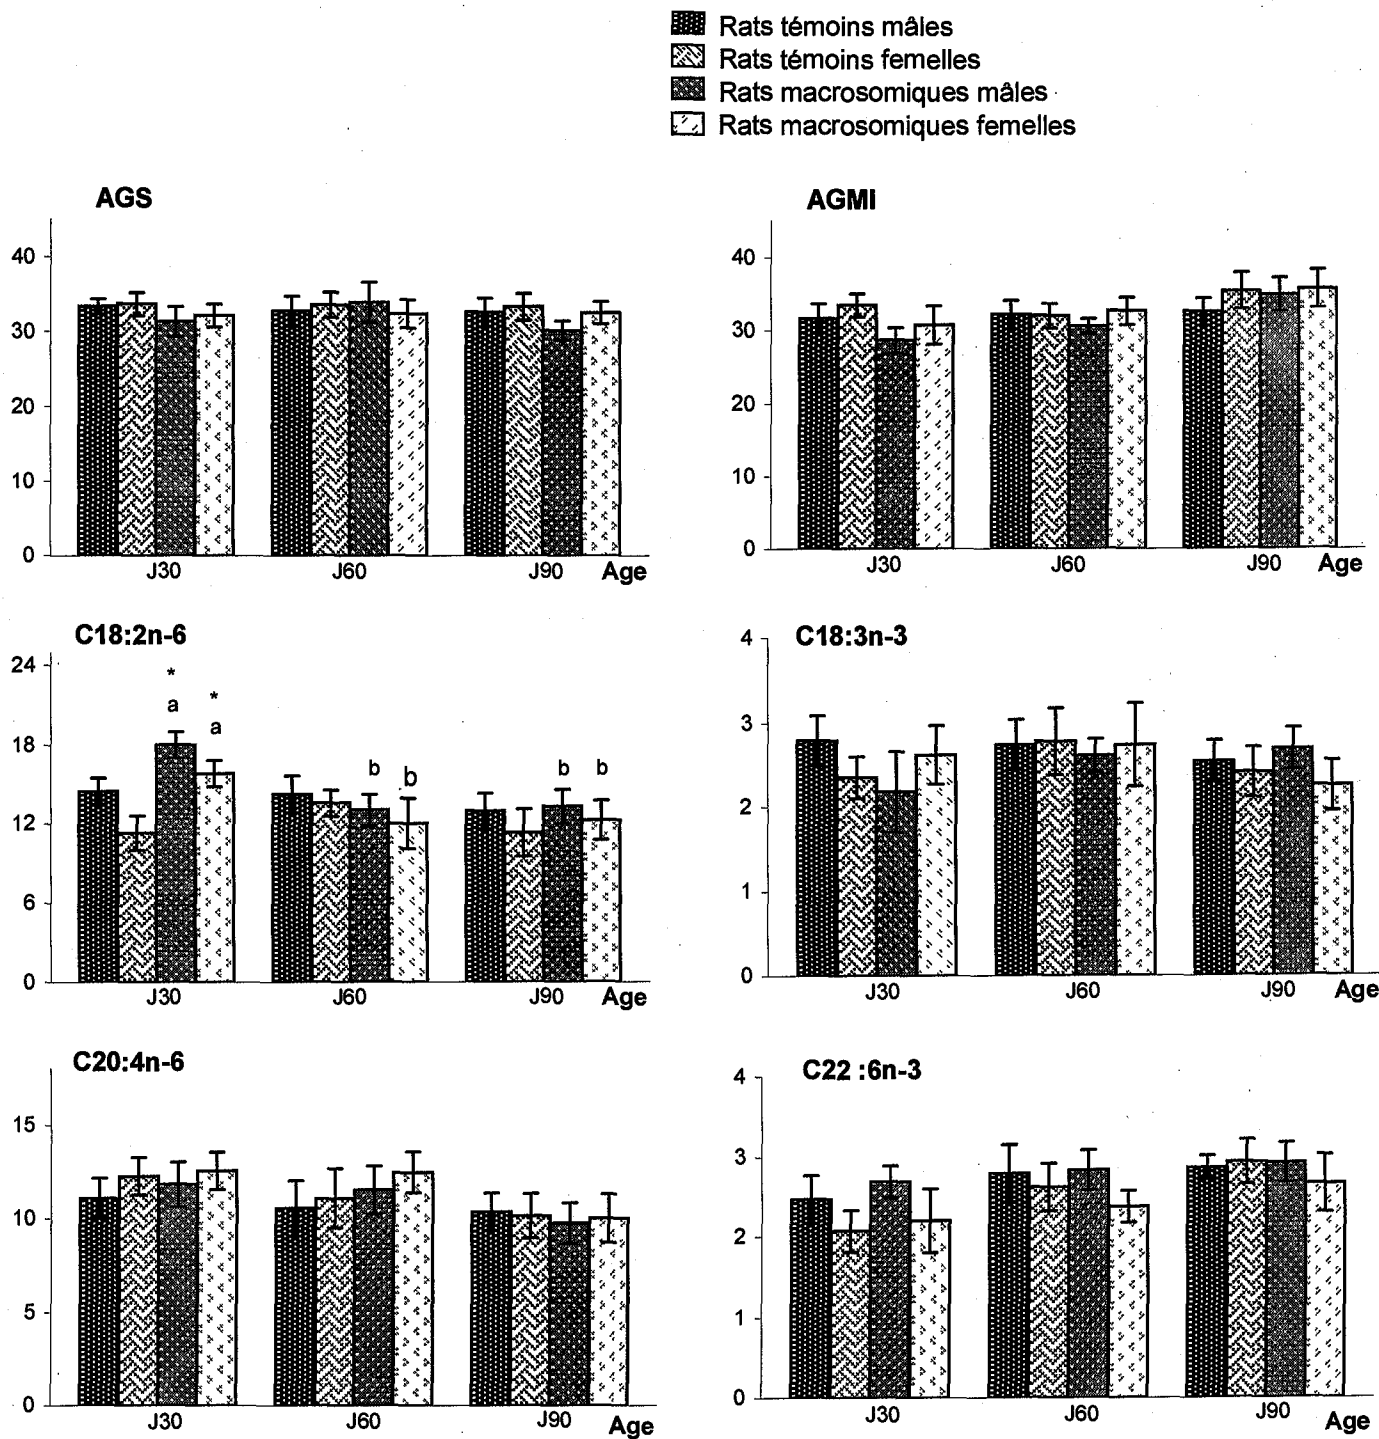 Rats témoins mâles
Rats témoins femelles
Rats macrosomiques mâles
Rats macrosomiques femelles
AGS
40
30
20
10
0
J30 J60 J90 Age
AGMI
40
30
20
10
0
J30 J60 J90 Age
C18:2n-6
24
18
12
6
0
* *
a a
b b b b
J30 J60 J90 Age
C18:3n-3
4
3
2
1
0
J30 J60 J90 Age
C20:4n-6
15
10
5
0
J30 J60 J90 Age
C22 :6n-3
4
3
2
1
0
J30 J60 J90 Age